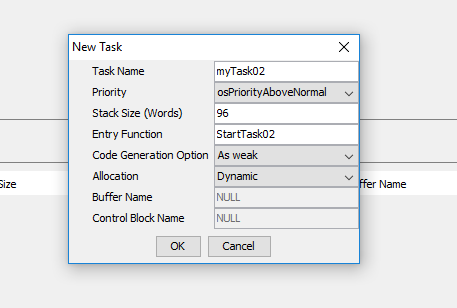 New Task
Task Name myTask02
Priority osPriorityAboveNormal
Stack Size (Words) 96
Entry Function StartTask02
Code Generation Option As weak
Allocation Dynamic
Size ffer Name
Buffer Name NULL
Control Block Name NULL
OK Cancel